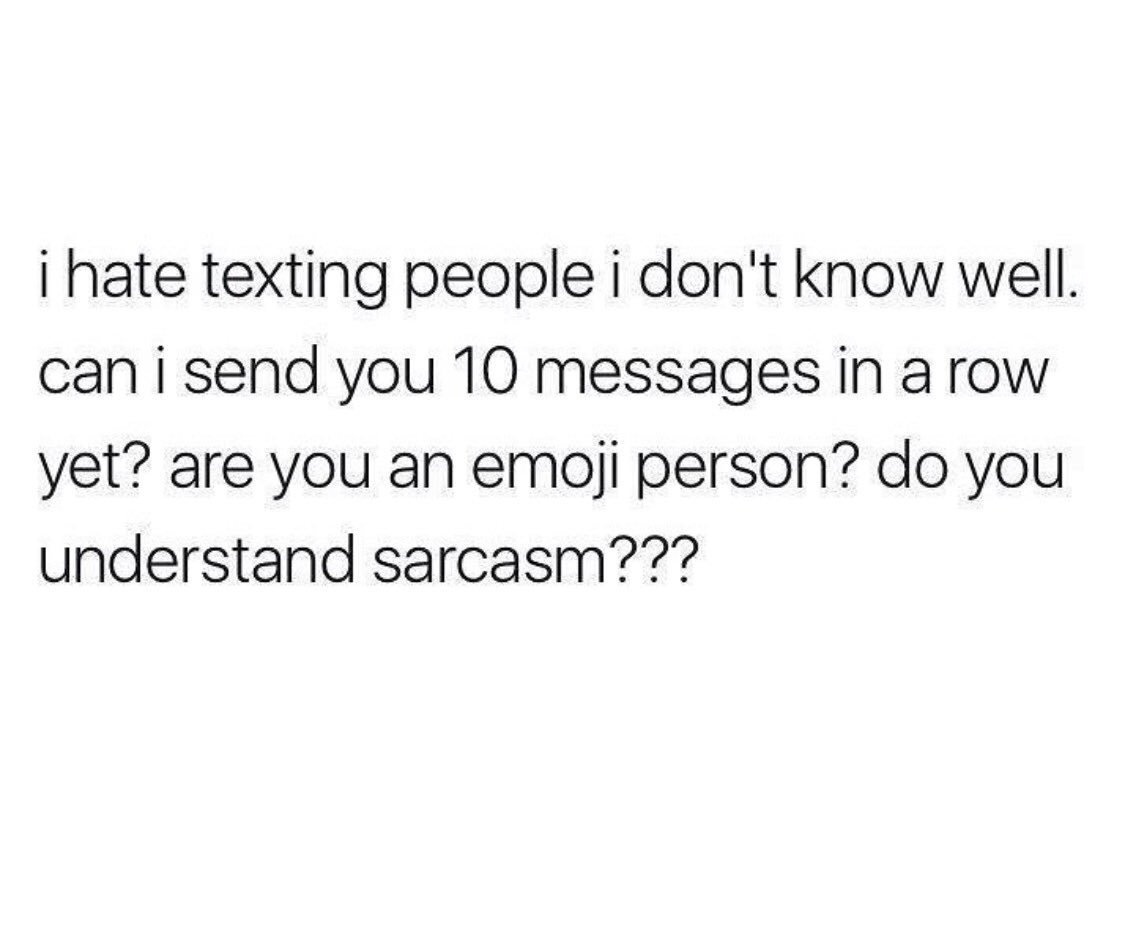 i hate texting people i don't know well.
can i send you 10 messages in a row
yet? are you an emoji person? do you
understand sarcasm???